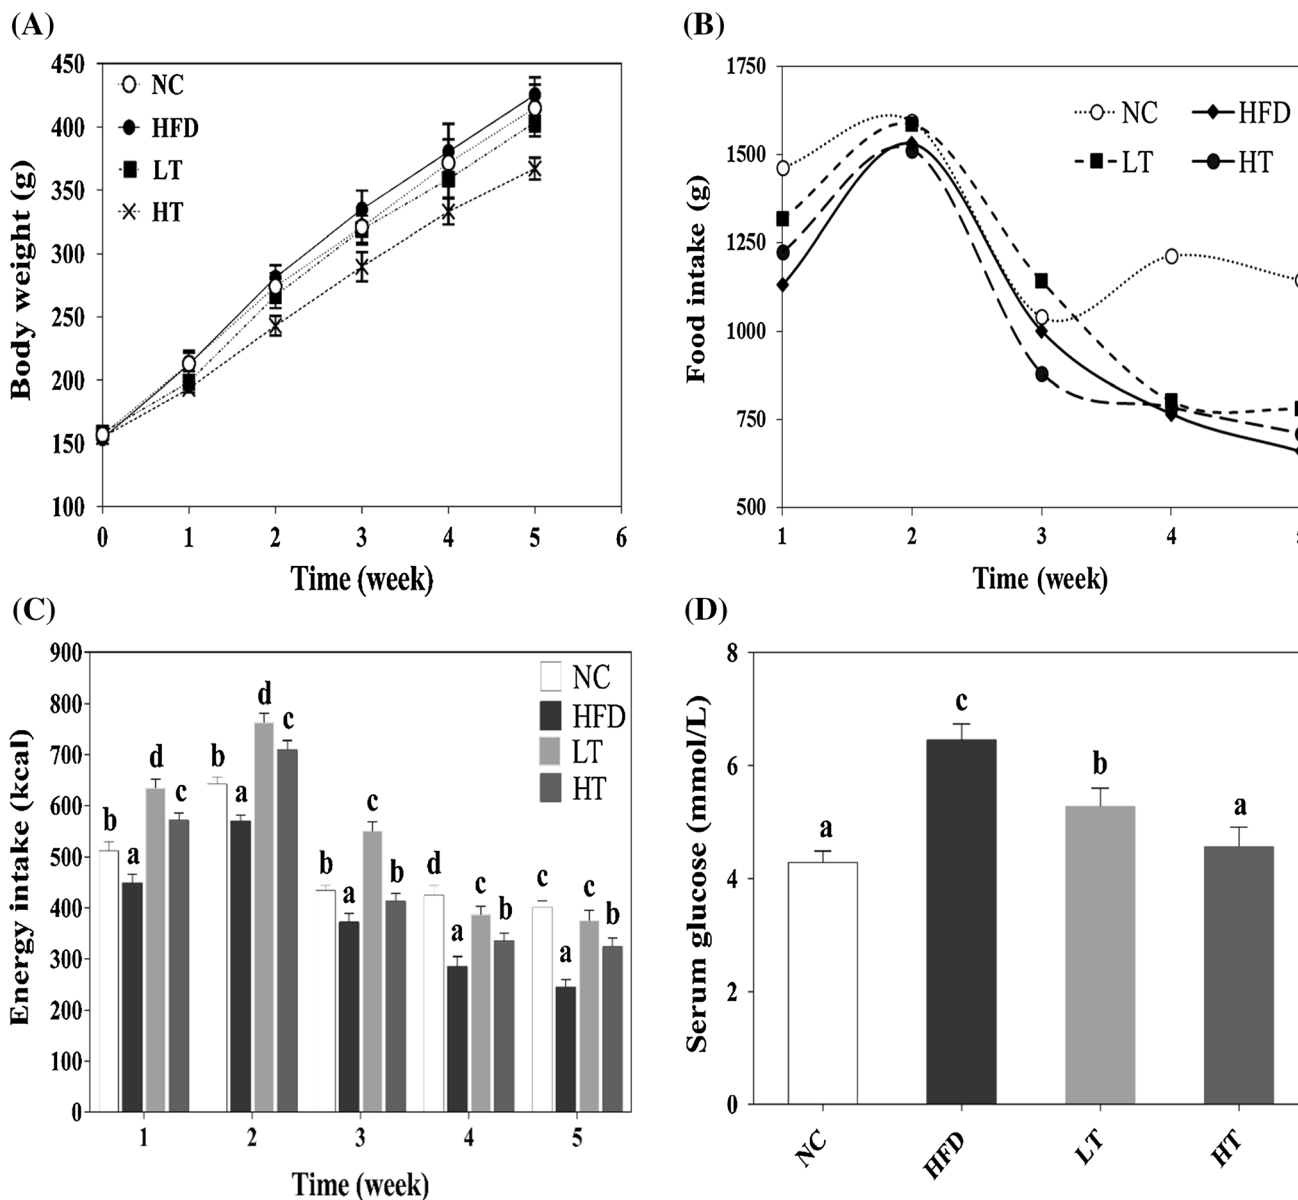 (A)
450
400
350
300
250
200
150
100
0 1 2 3 4 5 6
Body weight (g)
Time (week)
NC
HFD
LT
HT
(B)
1750
1500
1250
1000
750
500
1 2 3 4
Food intake (g)
Time (week)
NC HFD
LT HT
(C)
900
800
700
600
500
400
300
200
100
0
1 2 3 4 5
Energy intake (kcal)
Time (week)
NC
HFD
LT
HT
b a d c
b a d c
b a c b
d a c b
c a c b
(D)
8
6
4
2
0
Serum glucose (mmol/L)
a c b a
NC HFD LT HT